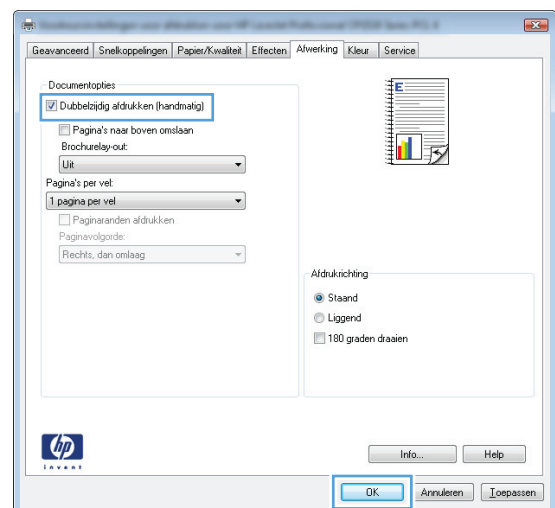 Geavanceerd Snelkoppelingen Papier/Kwaliteit Effecten Afwerking Kleur Service
Documentopties
Dubbelzijdig afdrukken (handmatig)
Pagina's naar boven omslaan
Brochurelay-out:
Uit
Pagina's per vel:
1 pagina per vel
Paginaranden afdrukken
Paginavolgorde:
Rechts, dan omlaag
E
Afdrukrichting
Staand
Liggend
180 graden draaien
hp
invent
Info... Help
OK Annuleren Toepassen